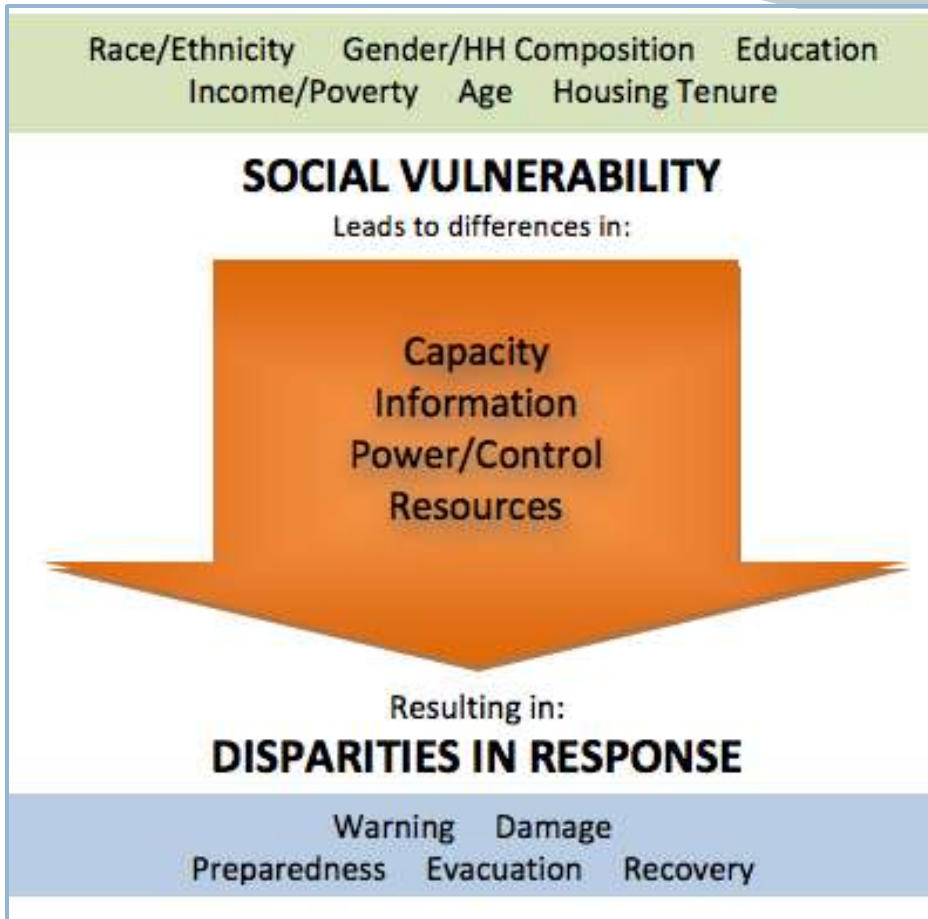 Race/Ethnicity Gender/HH Composition Education
Income/Poverty Age Housing Tenure
SOCIAL VULNERABILITY
Leads to differences in:
Capacity
Information
Power/Control
Resources
Resulting in:
DISPARITIES IN RESPONSE
Warning Damage
Preparedness Evacuation Recovery